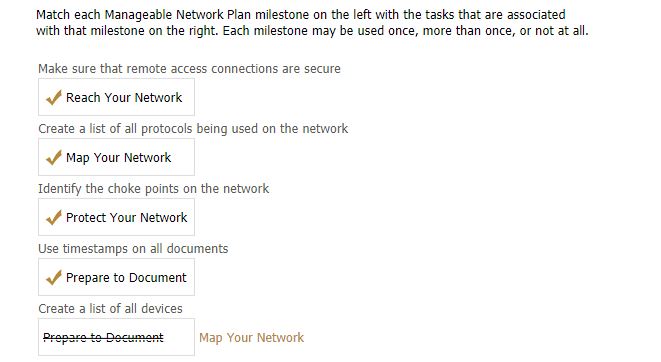 Match each Manageable Network Plan milestone on the left with the tasks that are associated
with that milestone on the right. Each milestone may be used once, more than once, or not at all.
Make sure that remote access connections are secure
Reach Your Network
Create a list of all protocols being used on the network
Map Your Network
Identify the choke points on the network
Protect Your Network
Use timestamps on all documents
Prepare to Document
Create a list of all devices
Prepare to Document Map Your Network